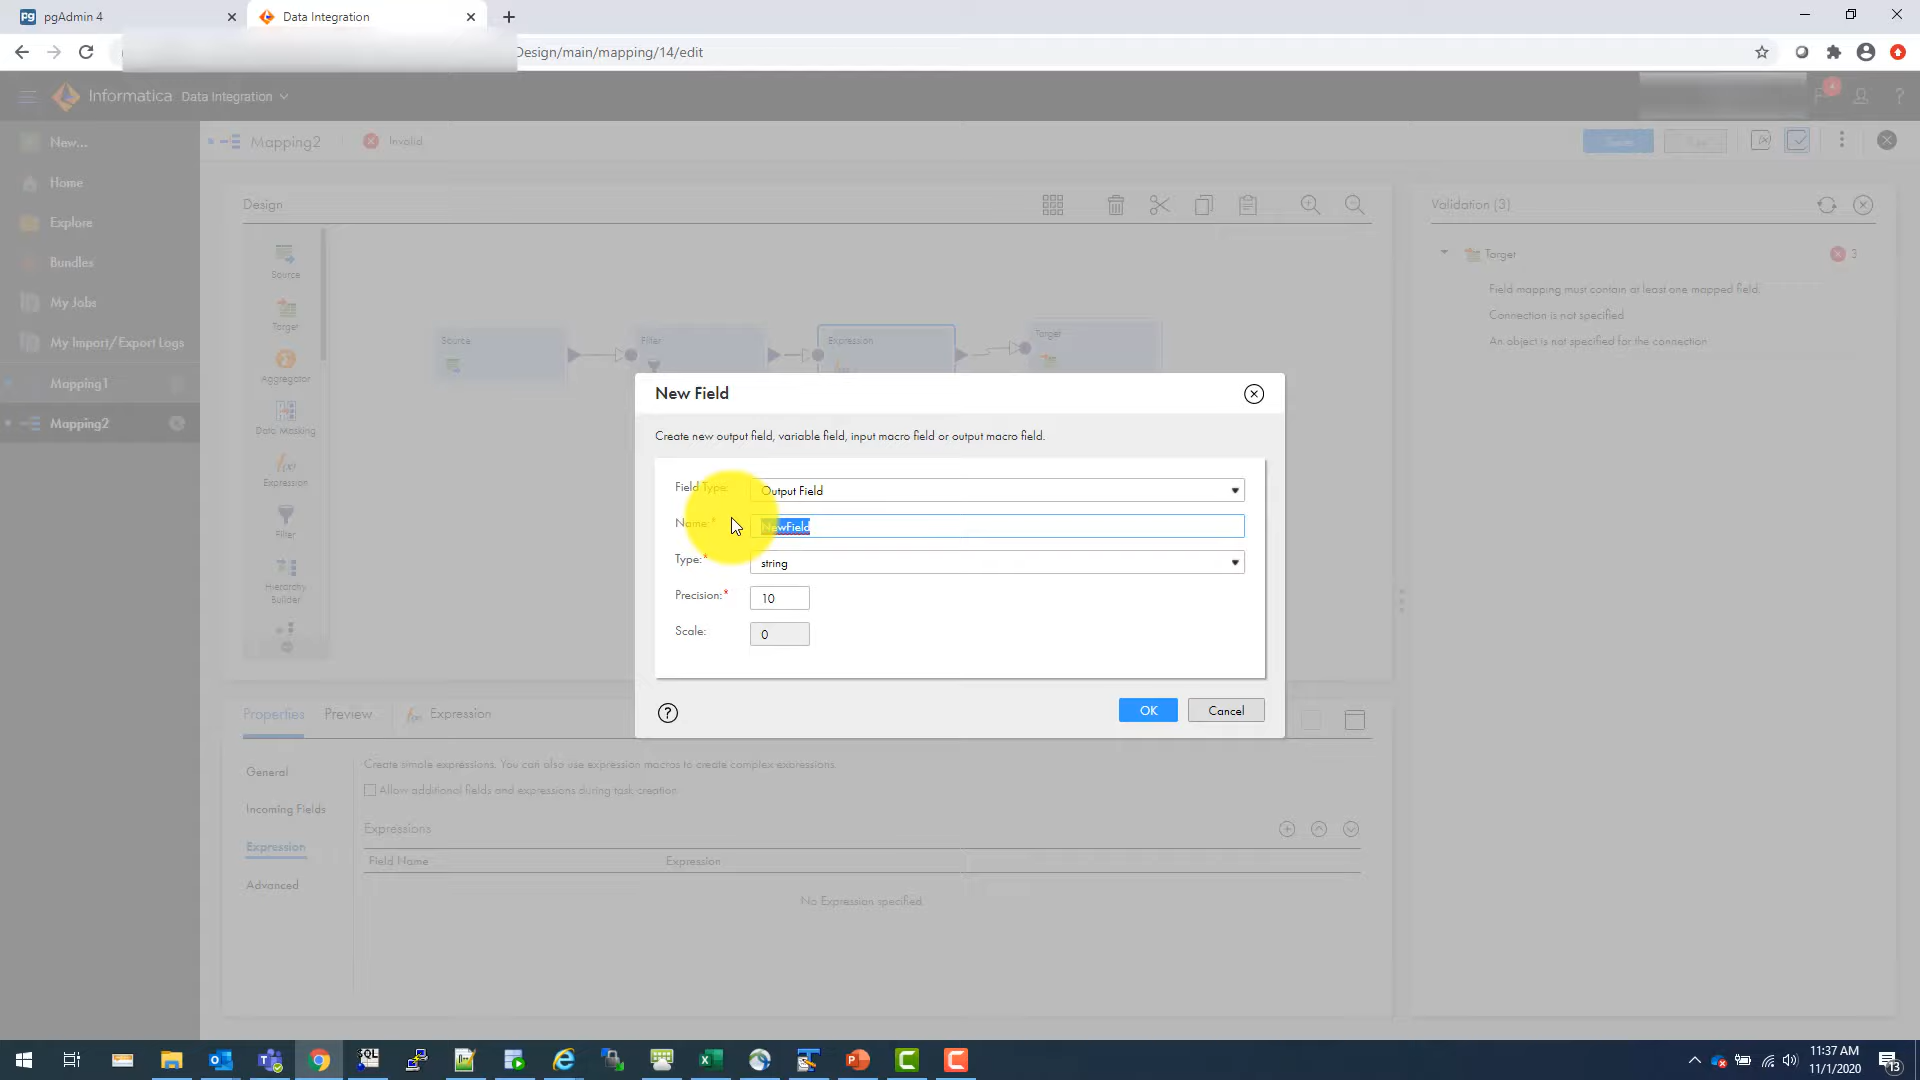 pgAdmin 4
Data Integration
Design/main/mapping/14/edit
Informatica Data Integration
4
?
New...
Home
Explore
Bundles
My Jobs
My Import/Export Logs
Mapping1
Mapping2
Mapping2
Invalid
Design
Source
Target
Aggregator
Data Masking
Expression
Filter
Hierarchy
Builder
Source
Filter
Expression
Target
Validation (3)
Target
3
Field mapping must contain at least one mapped field.
Connection is not specified
An object is not specified for the connection
New Field
Create new output field, variable field, input macro field or output macro field.
Field Type:
Output Field
Name:*
NewField
Type:*
string
Precision:*
10
Scale:
0
?
OK
Cancel
Properties
Preview
f(x)
Expression
General
Incoming Fields
Expression
Advanced
Create simple expressions. You can also use expression macros to create complex expressions.
Allow additional fields and expressions during task creation
Expressions
Field Name
Expression
No Expression specified.
SQL
11:37 AM
11/1/2020
13